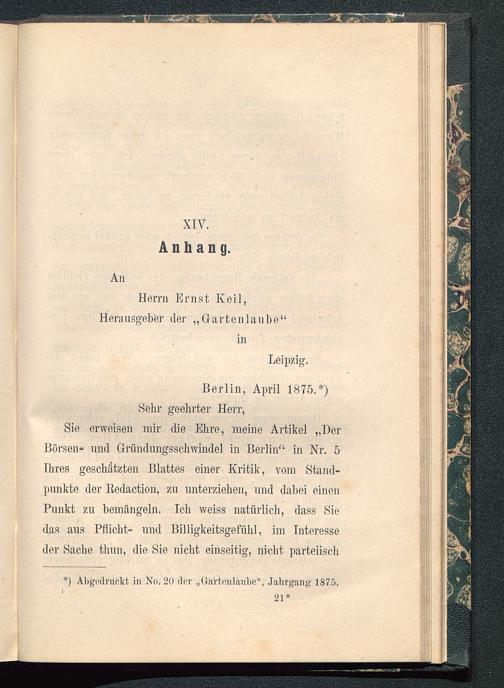 XIV.
Anhang.
An
Herrn Ernst Keil,
Herausgeber der „Gartenlaube“
in
Leipzig.
Berlin, April 1875.*)
Sehr geehrter Herr,
Sie erweisen mir die Ehre, meine Artikel „Der
Börsen- und Gründungsschwindel in Berlin“ in Nr. 5
Ihres geschätzten Blattes einer Kritik, vom Stand-
punkte der Redaction, zu unterziehen, und dabei einen
Punkt zu bemängeln. Ich weiss natürlich, dass Sie
das aus Pflicht- und Billigkeitsgefühl, im Interesse
der Sache thun, die Sie nicht einseitig, nicht parteiisch
*) Abgedruckt in No. 20 der „Gartenlaube“, Jahrgang 1875.
21*